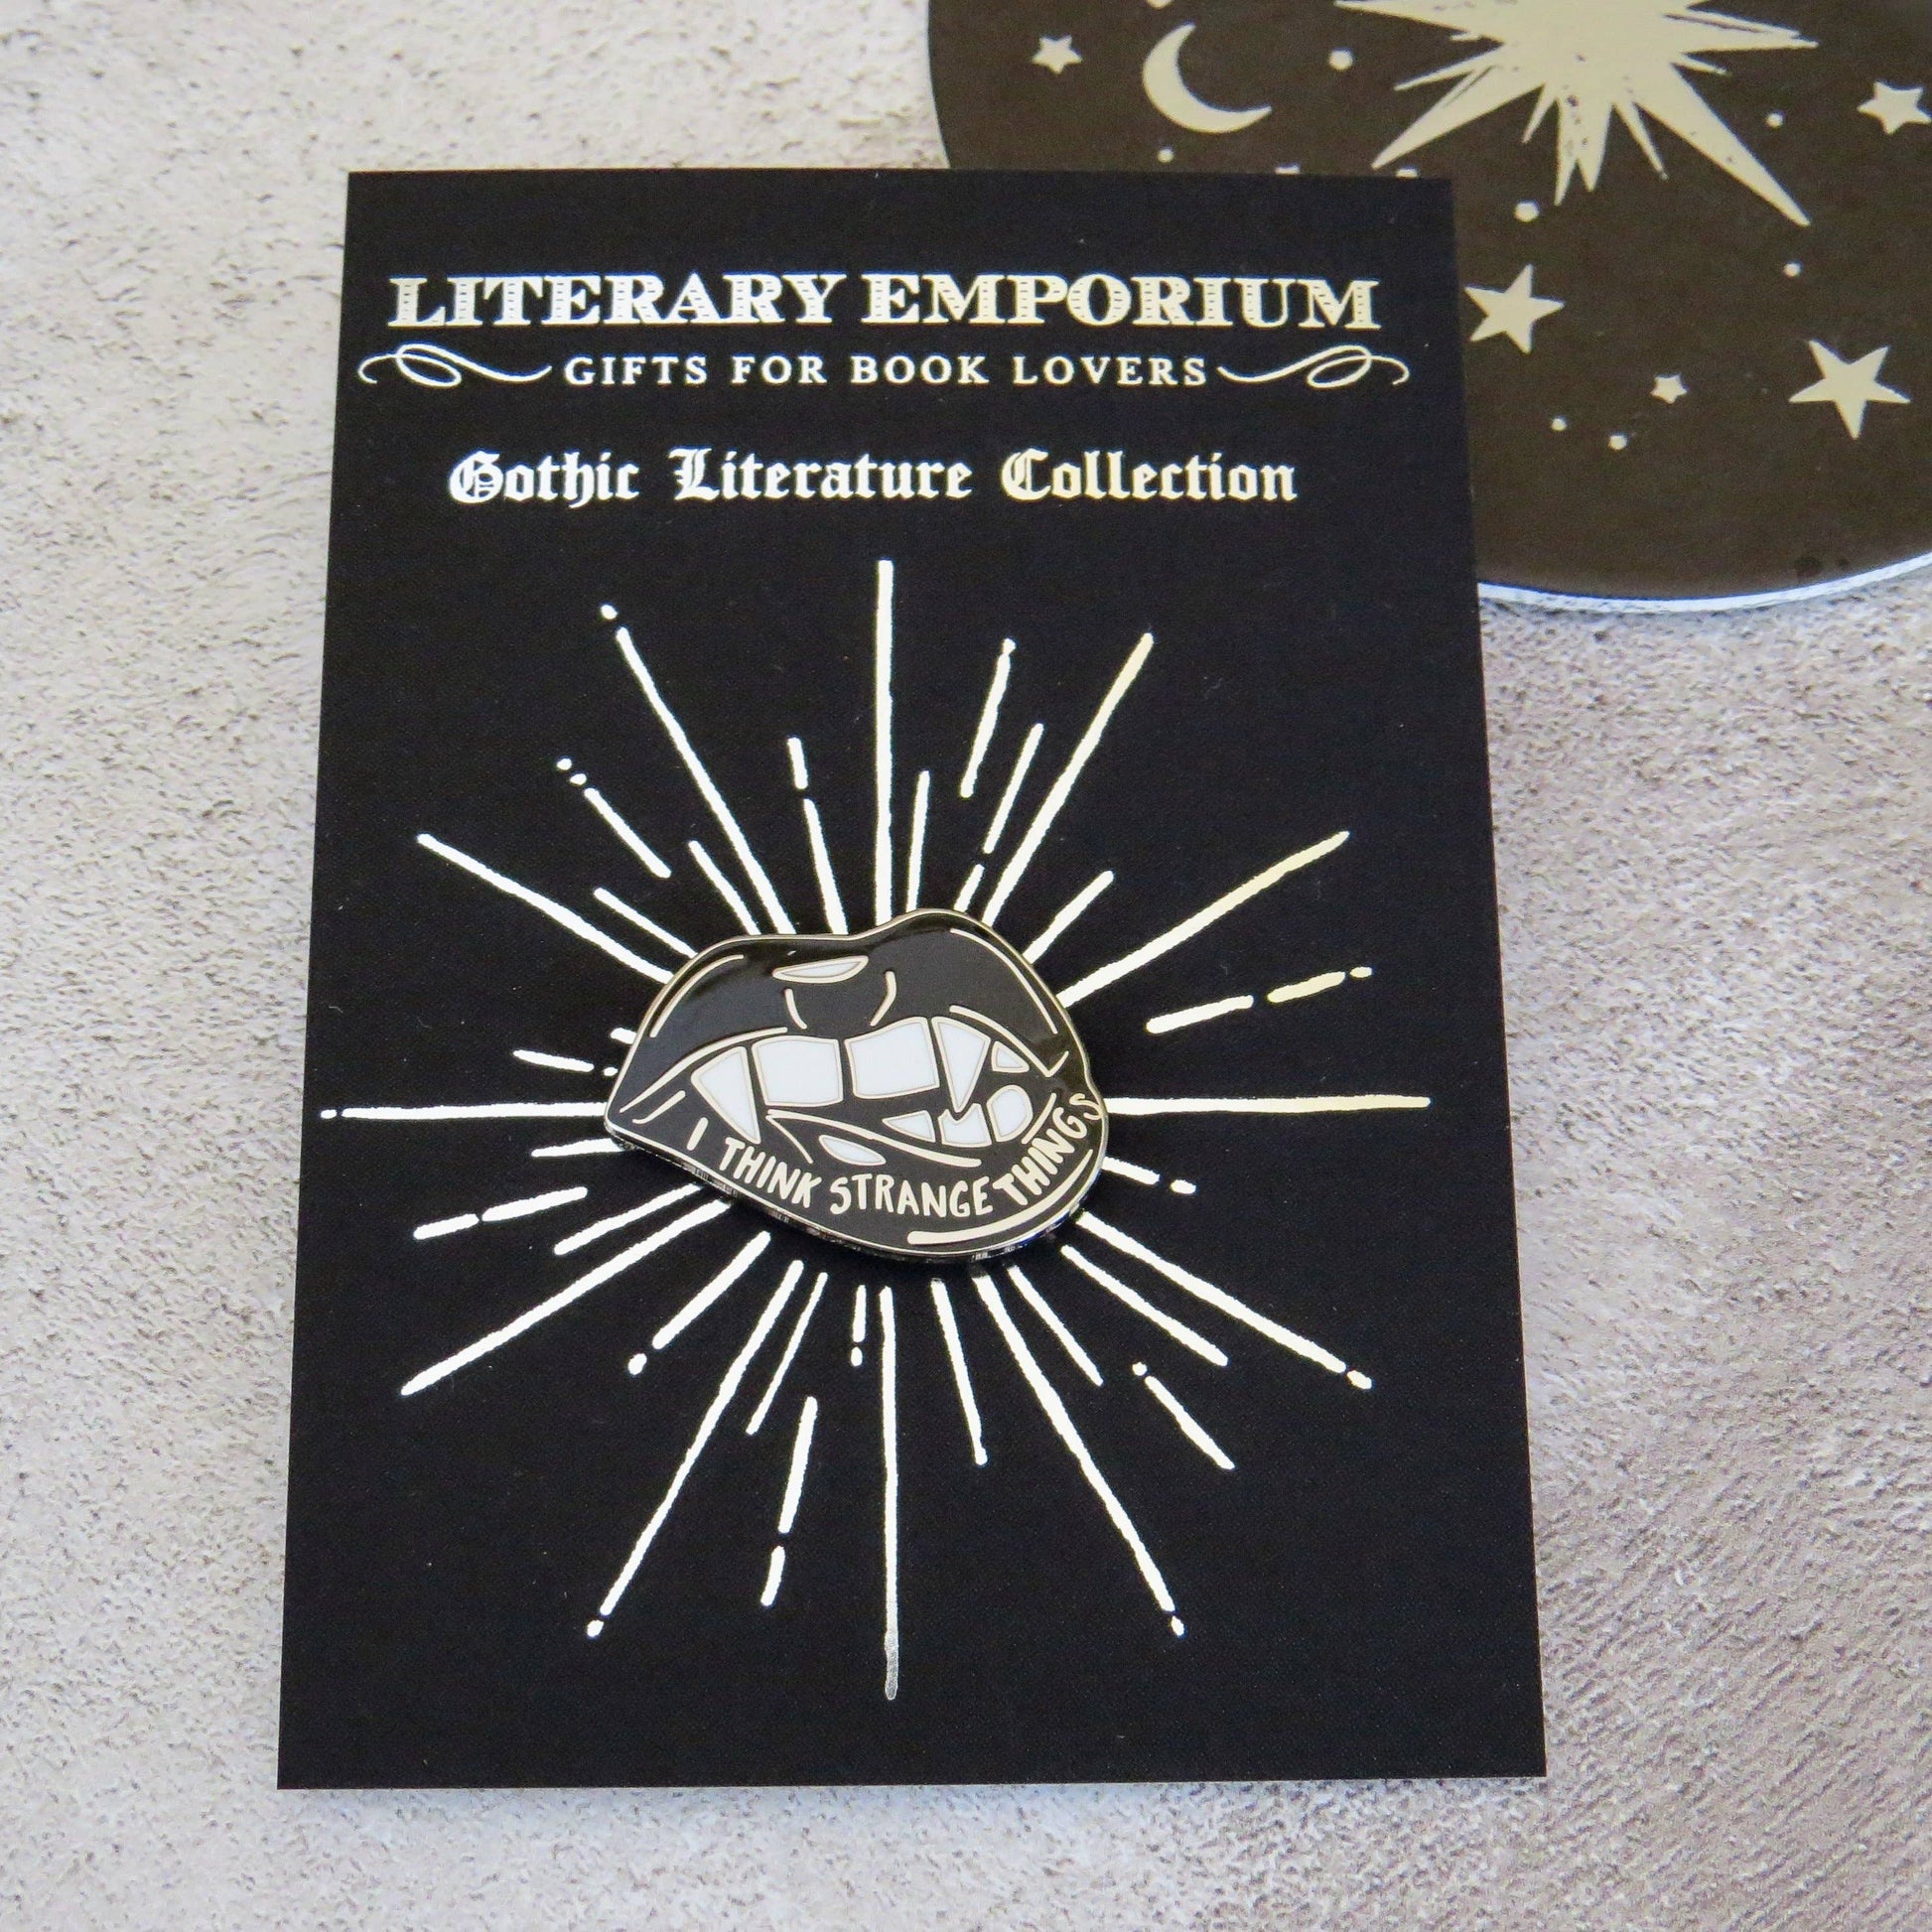 LITERARY EMPORIUM
GIFTS FOR BOOK LOVERS
Gothic Literature Collection
I THINK STRANGE THINGS